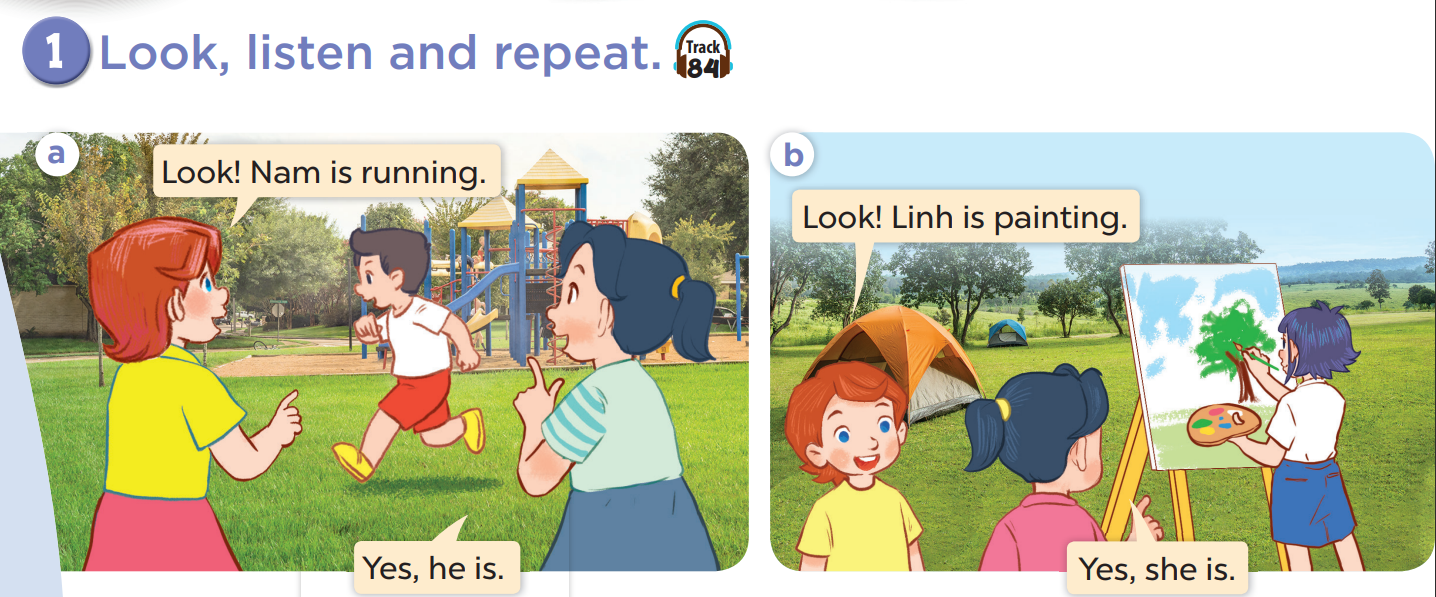 1 Look, listen and repeat. Track 84
a
Look! Nam is running.
Yes, he is.
b
Look! Linh is painting.
Yes, she is.